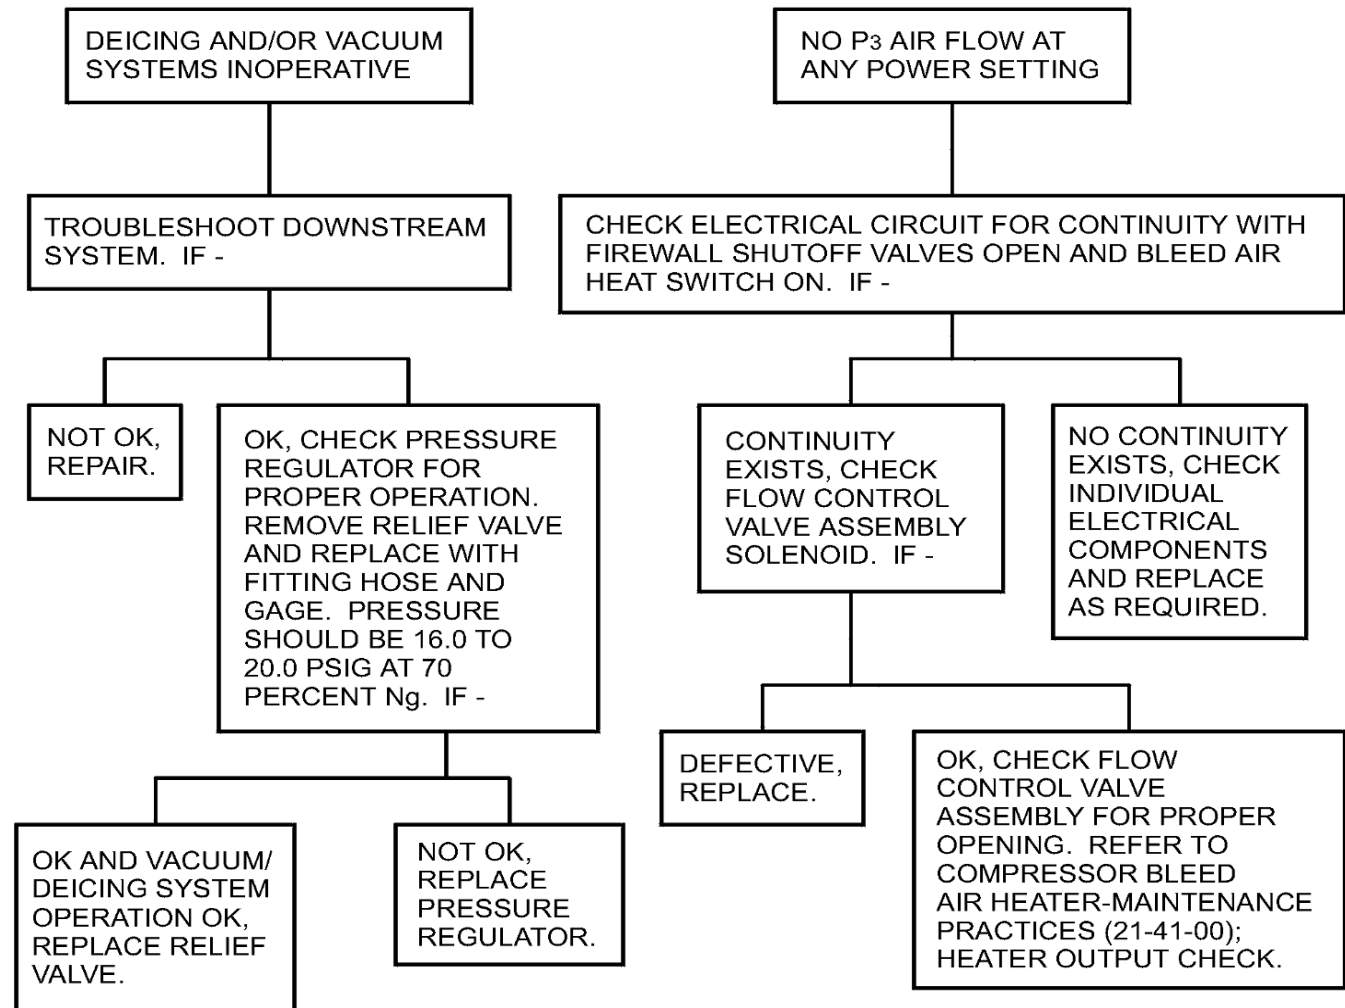 DEICING AND/OR VACUUM
SYSTEMS INOPERATIVE
TROUBLESHOOT DOWNSTREAM
SYSTEM. IF -
NOT OK,
REPAIR.
OK, CHECK PRESSURE
REGULATOR FOR
PROPER OPERATION.
REMOVE RELIEF VALVE
AND REPLACE WITH
FITTING HOSE AND
GAGE. PRESSURE
SHOULD BE 16.0 TO
20.0 PSIG AT 70
PERCENT Ng. IF -
OK AND VACUUM/
DEICING SYSTEM
OPERATION OK,
REPLACE RELIEF
VALVE.
NOT OK,
REPLACE
PRESSURE
REGULATOR.
NO P3 AIR FLOW AT
ANY POWER SETTING
CHECK ELECTRICAL CIRCUIT FOR CONTINUITY WITH
FIREWALL SHUTOFF VALVES OPEN AND BLEED AIR
HEAT SWITCH ON. IF -
CONTINUITY
EXISTS, CHECK
FLOW CONTROL
VALVE ASSEMBLY
SOLENOID. IF -
NO CONTINUITY
EXISTS, CHECK
INDIVIDUAL
ELECTRICAL
COMPONENTS
AND REPLACE
AS REQUIRED.
DEFECTIVE,
REPLACE.
OK, CHECK FLOW
CONTROL VALVE
ASSEMBLY FOR PROPER
OPENING. REFER TO
COMPRESSOR BLEED
AIR HEATER-MAINTENANCE
PRACTICES (21-41-00);
HEATER OUTPUT CHECK.